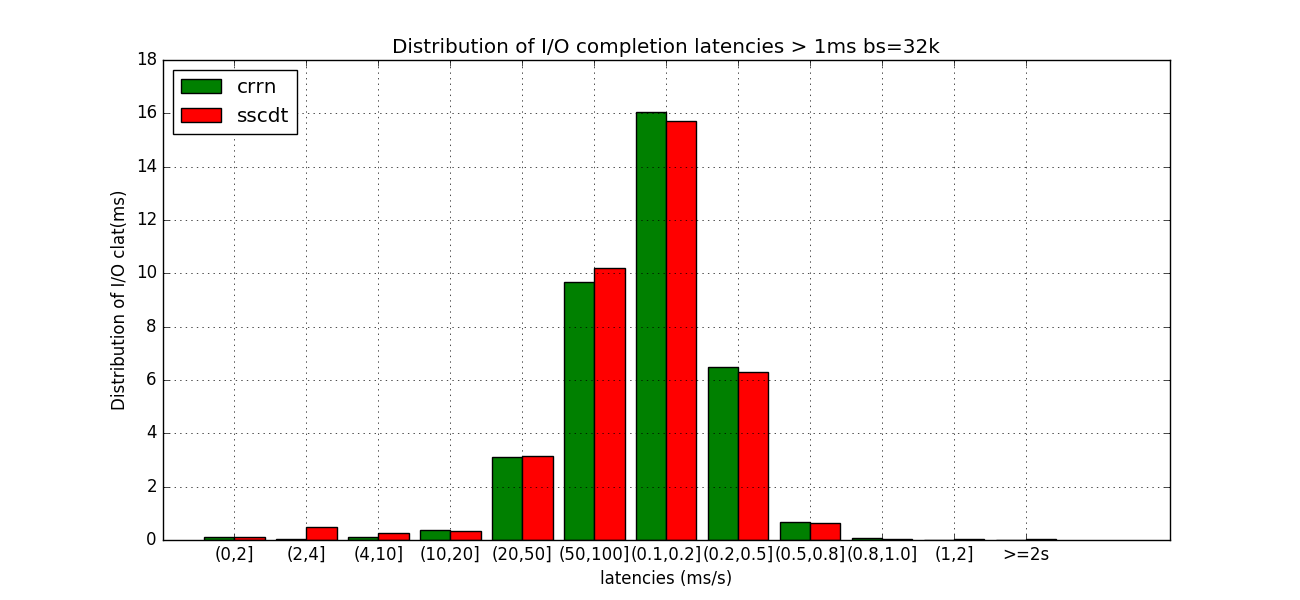 Distribution of I/O completion latencies > 1ms bs=32k
18
16
14
12
10
8
6
4
2
0
crrn
sscdt
Distribution of I/O clat(ms)
(0,2] (2,4] (4,10] (10,20] (20,50] (50,100] (0.1,0.2] (0.2,0.5] (0.5,0.8] (0.8,1.0] (1,2] >=2s
latencies (ms/s)